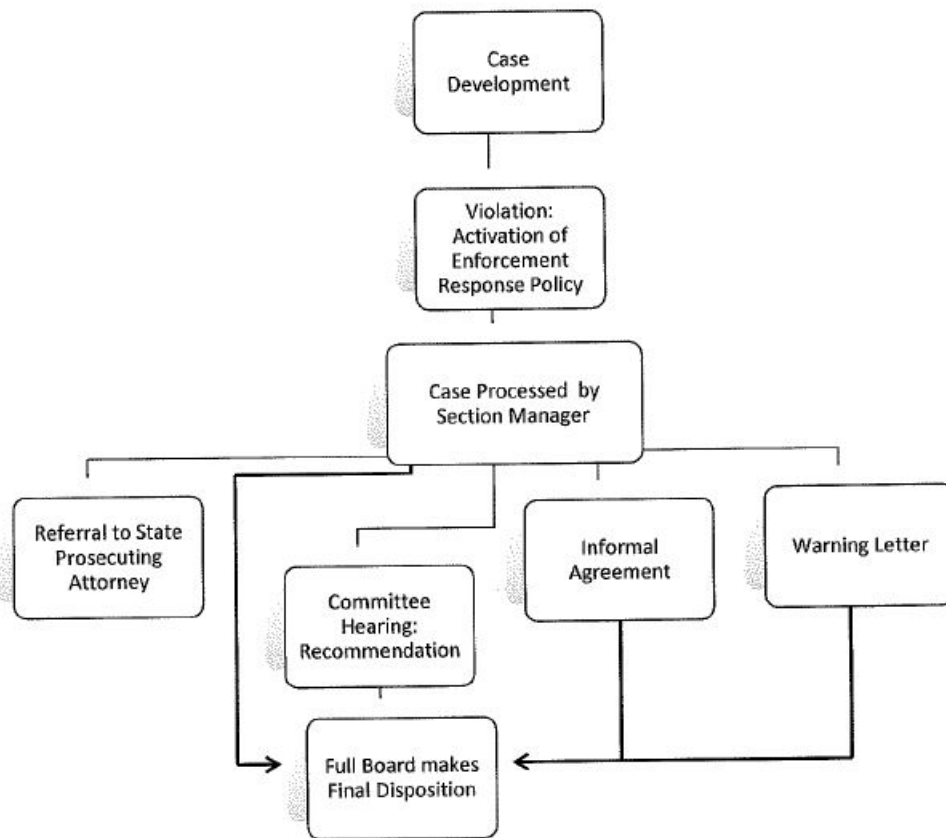 Case
Development
Violation:
Activation of
Enforcement
Response Policy
Case Processed by
Section Manager
Referral to State
Prosecuting
Attorney
Committee
Hearing:
Recommendation
Informal
Agreement
Warning Letter
Full Board makes
Final Disposition